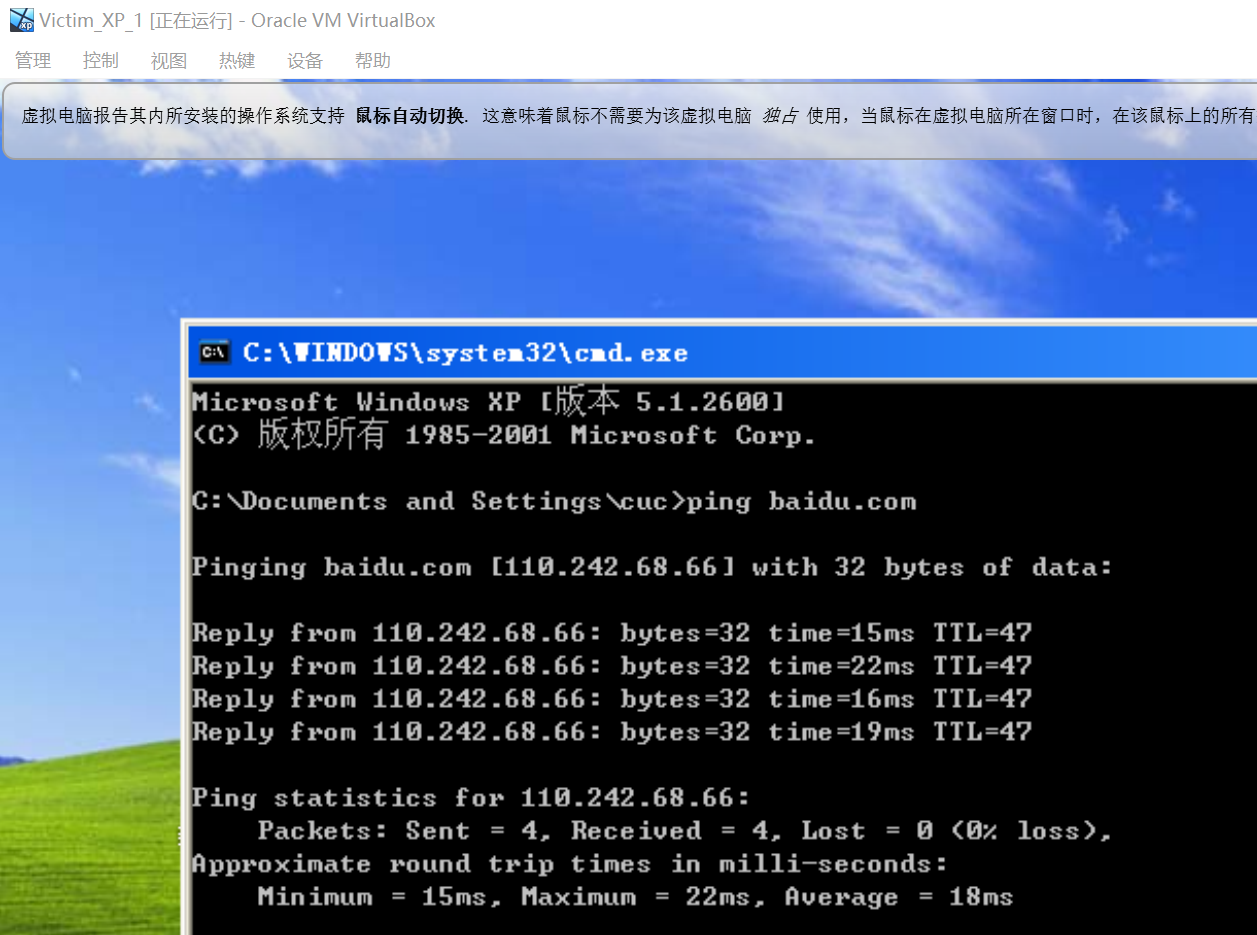 Victim_XP_1 [正在运行] - Oracle VM VirtualBox
管理 控制 视图 热键 设备 帮助
虚拟电脑报告其内所安装的操作系统支持 鼠标自动切换. 这意味着鼠标不需要为该虚拟电脑 独占 使用，当鼠标在虚拟电脑所在窗口时，在该鼠标上的所有
C:\WINDOWS\system32\cmd.exe
Microsoft Windows XP [版本 5.1.2600]
(C) 版权所有 1985-2001 Microsoft Corp.
C:\Documents and Settings\cuc>ping baidu.com
Pinging baidu.com [110.242.68.66] with 32 bytes of data:
Reply from 110.242.68.66: bytes=32 time=15ms TTL=47
Reply from 110.242.68.66: bytes=32 time=22ms TTL=47
Reply from 110.242.68.66: bytes=32 time=16ms TTL=47
Reply from 110.242.68.66: bytes=32 time=19ms TTL=47
Ping statistics for 110.242.68.66:
Packets: Sent = 4, Received = 4, Lost = 0 (0% loss),
Approximate round trip times in milli-seconds:
Minimum = 15ms, Maximum = 22ms, Average = 18ms